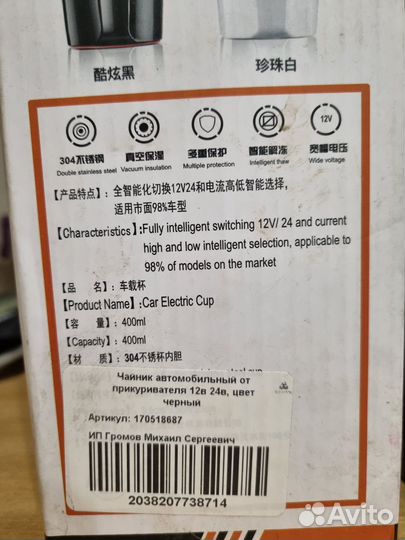 酷炫黑
珍珠白
12V
304不锈钢
真空保湿
多重保护
智能解冻
宽幅电压
Double stainless steel
Vacuum insulation
Multiple protection
Intelligent thaw
Wide voltage
【产品特点】: 全智能化切换12V24和电流高低智能选择,
适用市面98%车型
【Characteristics】:Fully intelligent switching 12V/ 24 and current
high and low intelligent selection, applicable to
98% of models on the market
【品 名】: 车载杯
【Product Name】: Car Electric Cup
【容 量】: 400ml
【Capacity】: 400ml
【材 质】: 304不锈杯内胆
Чайник автомобильный от
прикуривателя 12в 24в, цвет
черный
Артикул: 170518687
ИП Громов Михаил Сергеевич
2038207738714
Avito